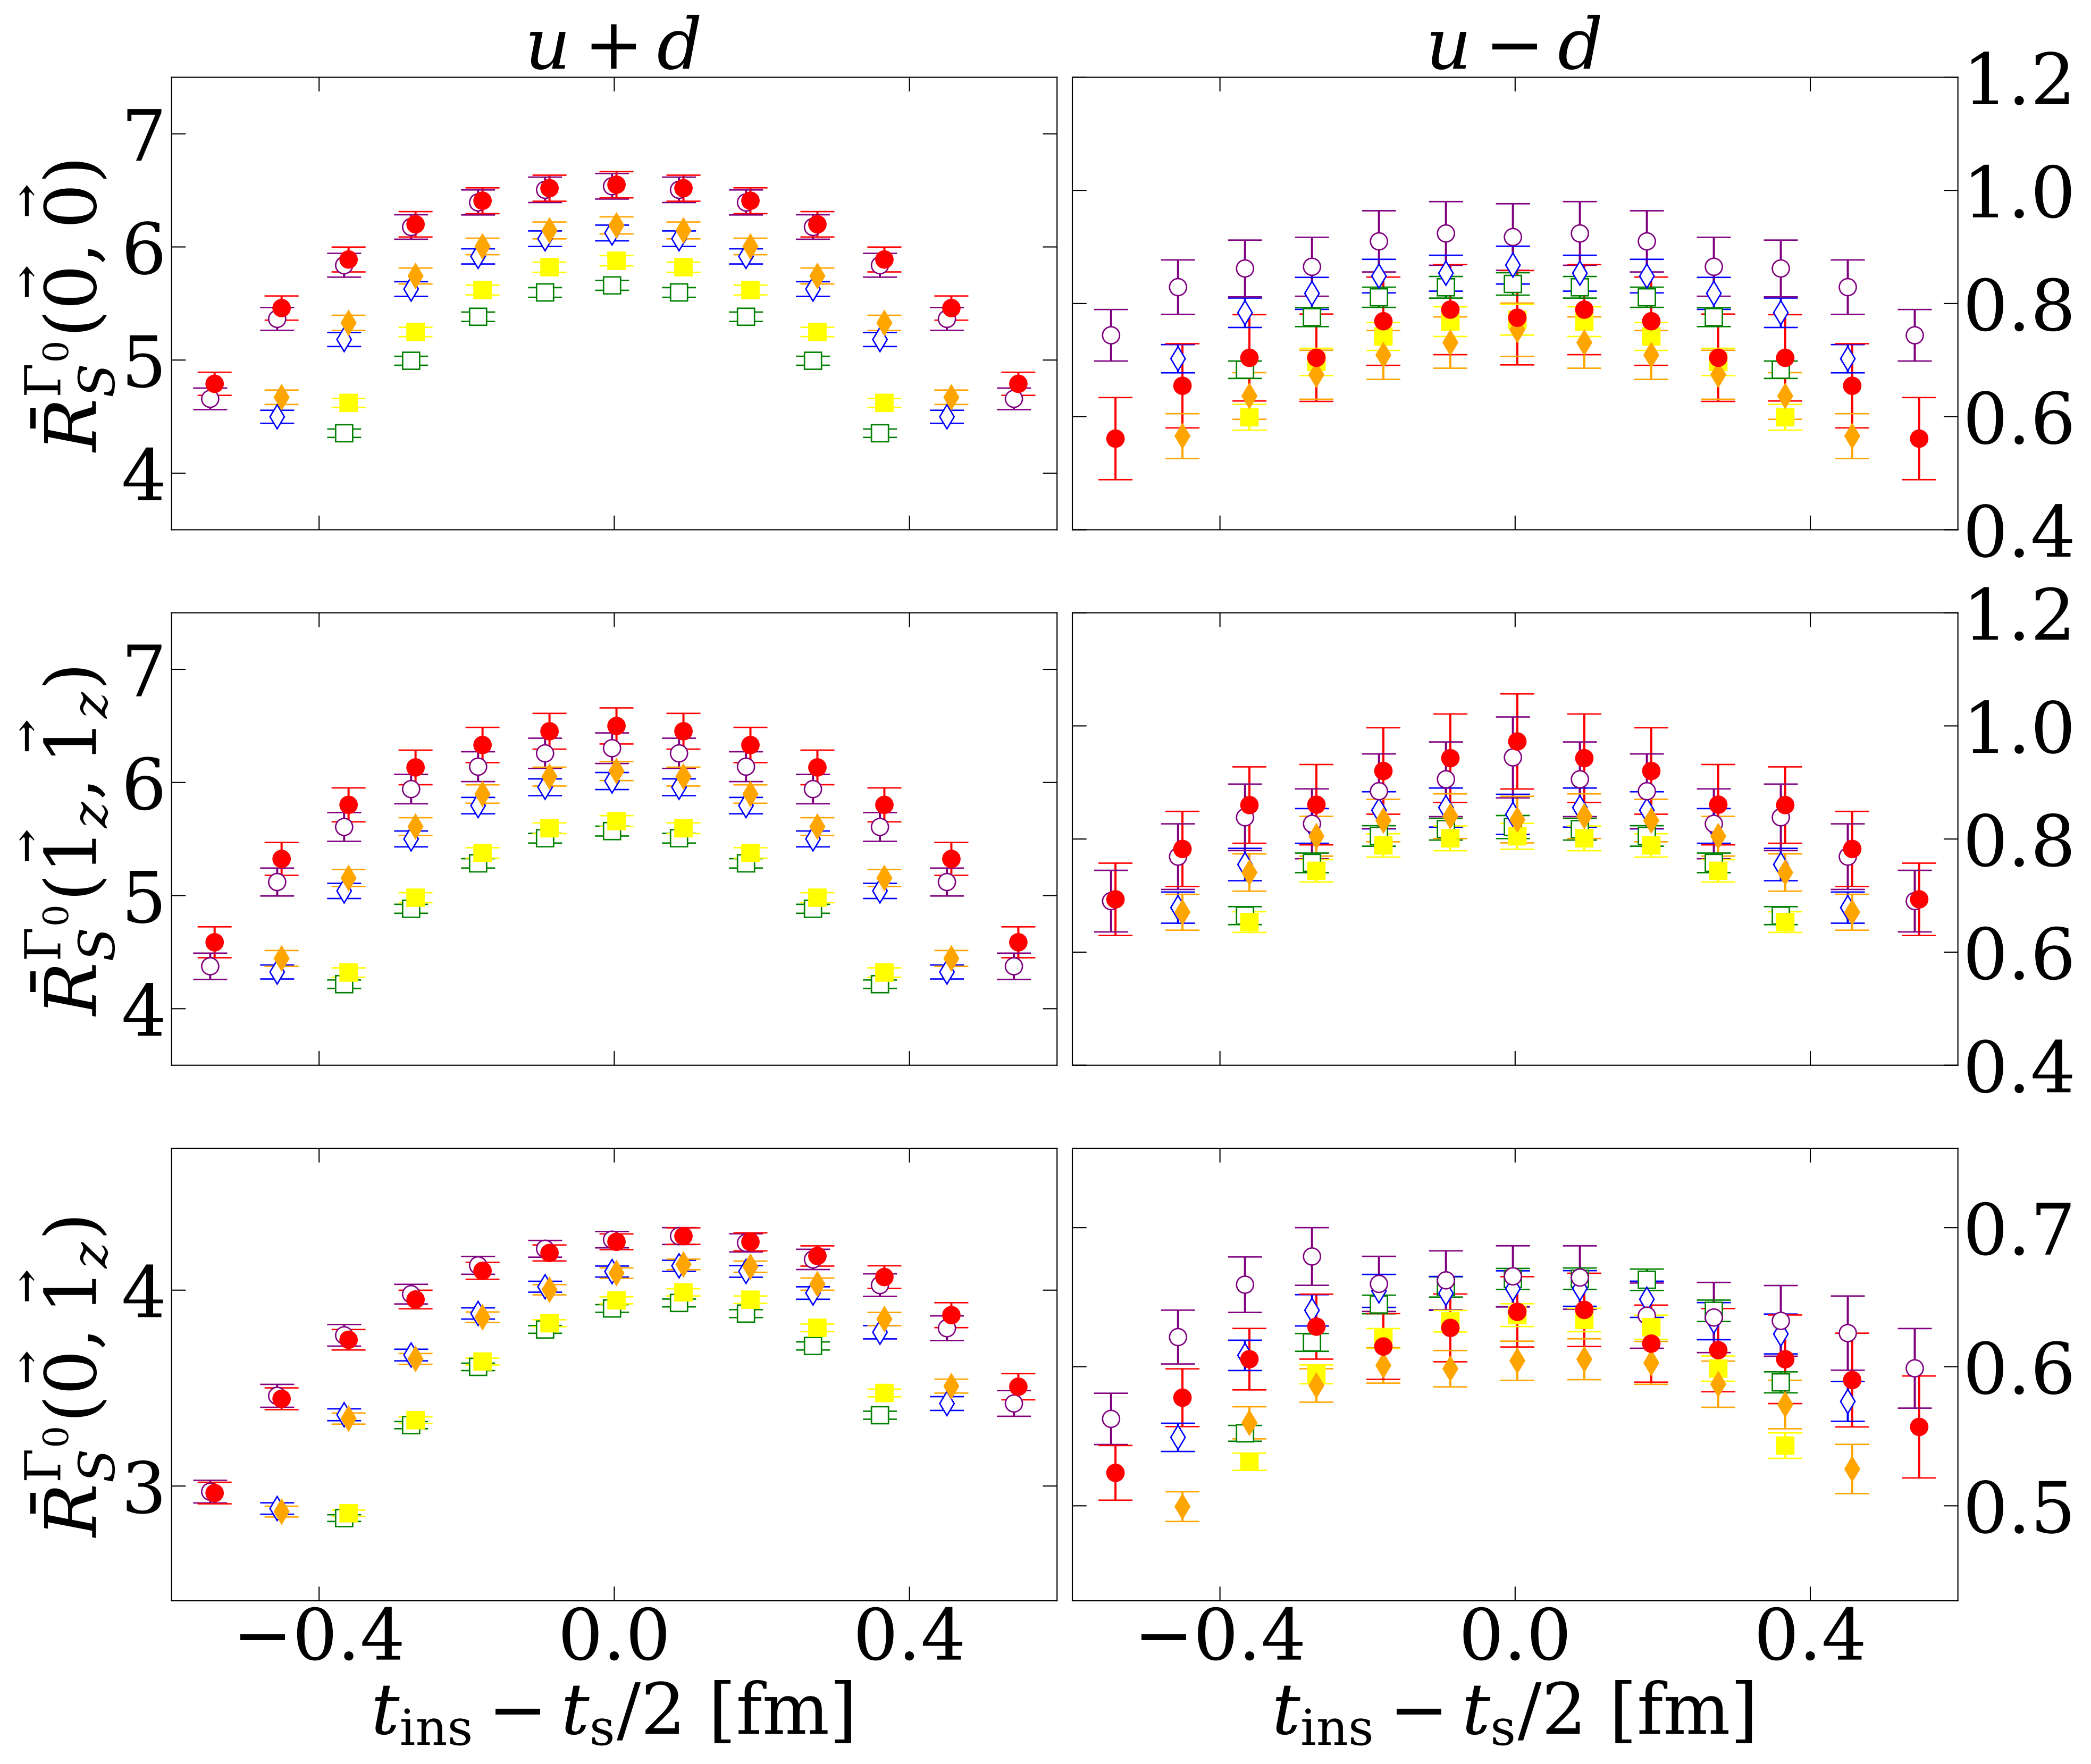 u + d
u − d
R̄_S^{Γ^0}(0⃗, 0⃗)
7
6
5
4
1.2
1.0
0.8
0.6
0.4
R̄_S^{Γ^0}(1⃗_z, 1⃗_z)
7
6
5
4
1.2
1.0
0.8
0.6
0.4
R̄_S^{Γ^0}(0⃗, 1⃗_z)
4
3
0.7
0.6
0.5
−0.4 0.0 0.4
−0.4 0.0 0.4
t_ins − t_s/2 [fm]
t_ins − t_s/2 [fm]